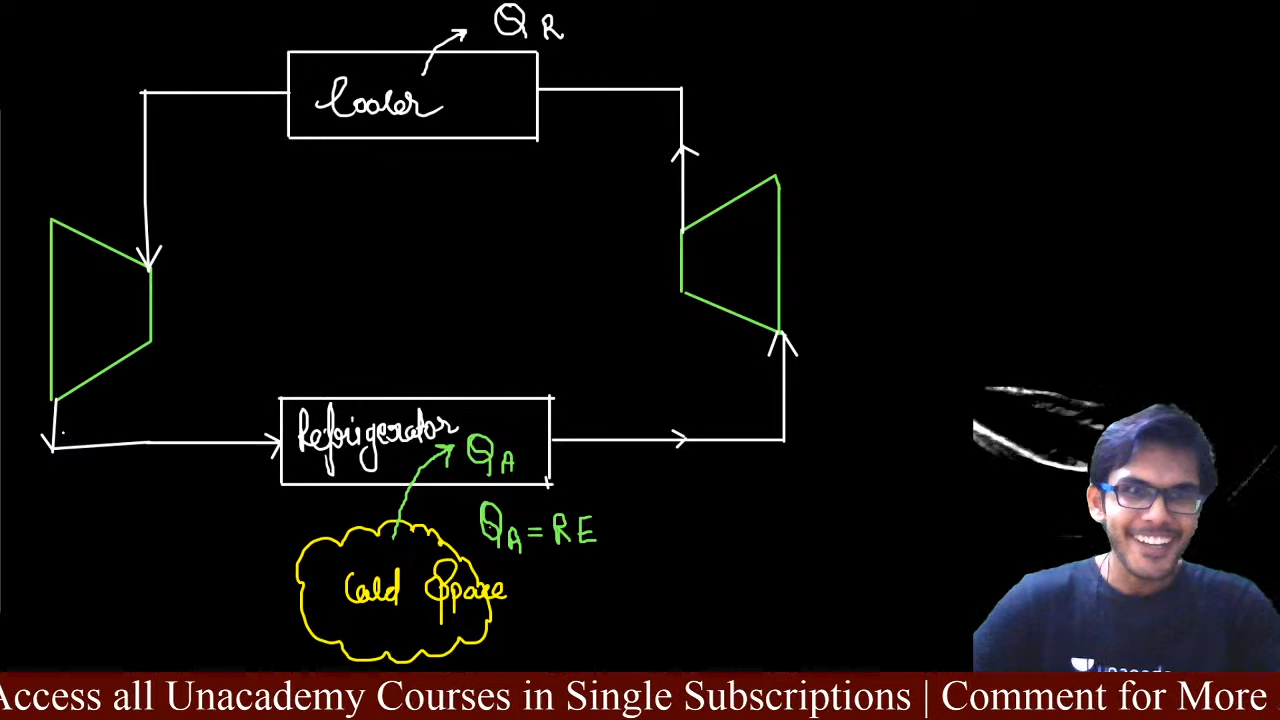 QR
Cooler
Refrigerator
QA
QA = RE
Cold Space
Access all Unacademy Courses in Single Subscriptions | Comment for More